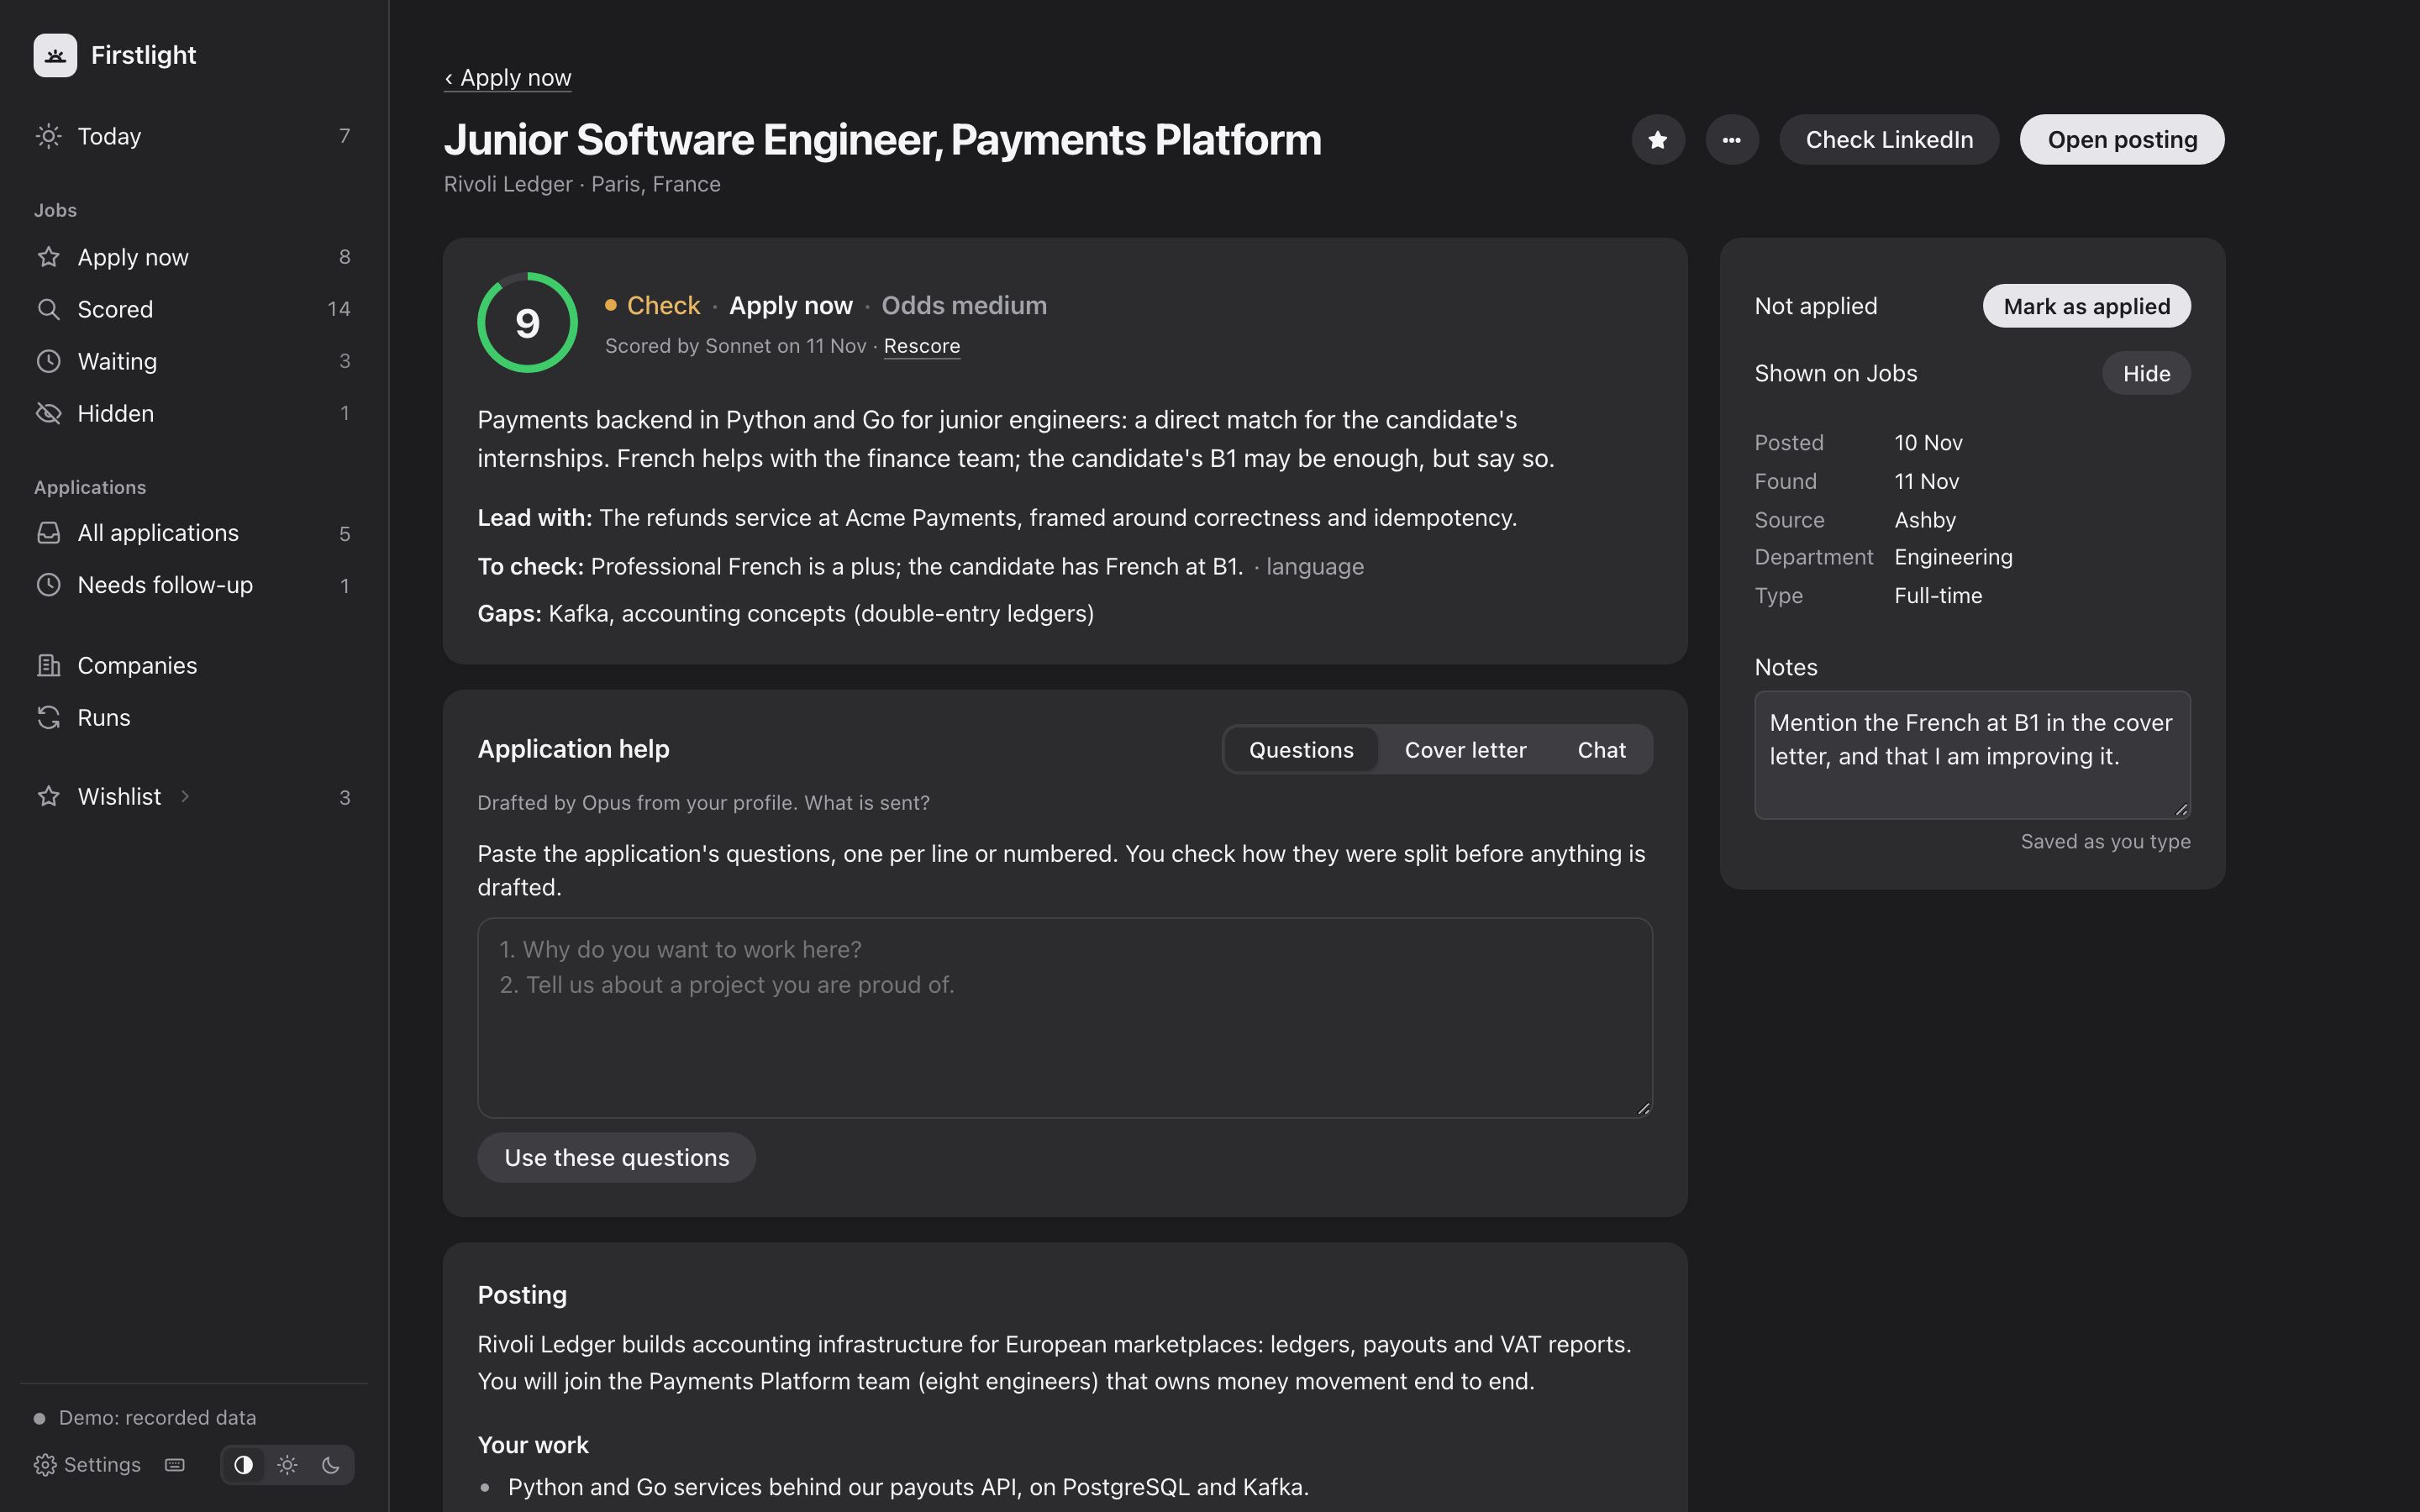 Firstlight
Today 7
Jobs
Apply now 8
Scored 14
Waiting 3
Hidden 1
Applications
All applications 5
Needs follow-up 1
Companies
Runs
Wishlist › 3
Demo: recorded data
Settings
‹ Apply now
Junior Software Engineer, Payments Platform
Rivoli Ledger · Paris, France
Check LinkedIn
Open posting
9
Check · Apply now · Odds medium
Scored by Sonnet on 11 Nov · Rescore
Payments backend in Python and Go for junior engineers: a direct match for the candidate's
internships. French helps with the finance team; the candidate's B1 may be enough, but say so.
Lead with: The refunds service at Acme Payments, framed around correctness and idempotency.
To check: Professional French is a plus; the candidate has French at B1. · language
Gaps: Kafka, accounting concepts (double-entry ledgers)
Application help
Questions Cover letter Chat
Drafted by Opus from your profile. What is sent?
Paste the application's questions, one per line or numbered. You check how they were split before anything is
drafted.
1. Why do you want to work here?
2. Tell us about a project you are proud of.
Use these questions
Posting
Rivoli Ledger builds accounting infrastructure for European marketplaces: ledgers, payouts and VAT reports.
You will join the Payments Platform team (eight engineers) that owns money movement end to end.
Your work
• Python and Go services behind our payouts API, on PostgreSQL and Kafka.
Not applied Mark as applied
Shown on Jobs Hide
Posted 10 Nov
Found 11 Nov
Source Ashby
Department Engineering
Type Full-time
Notes
Mention the French at B1 in the cover
letter, and that I am improving it.
Saved as you type